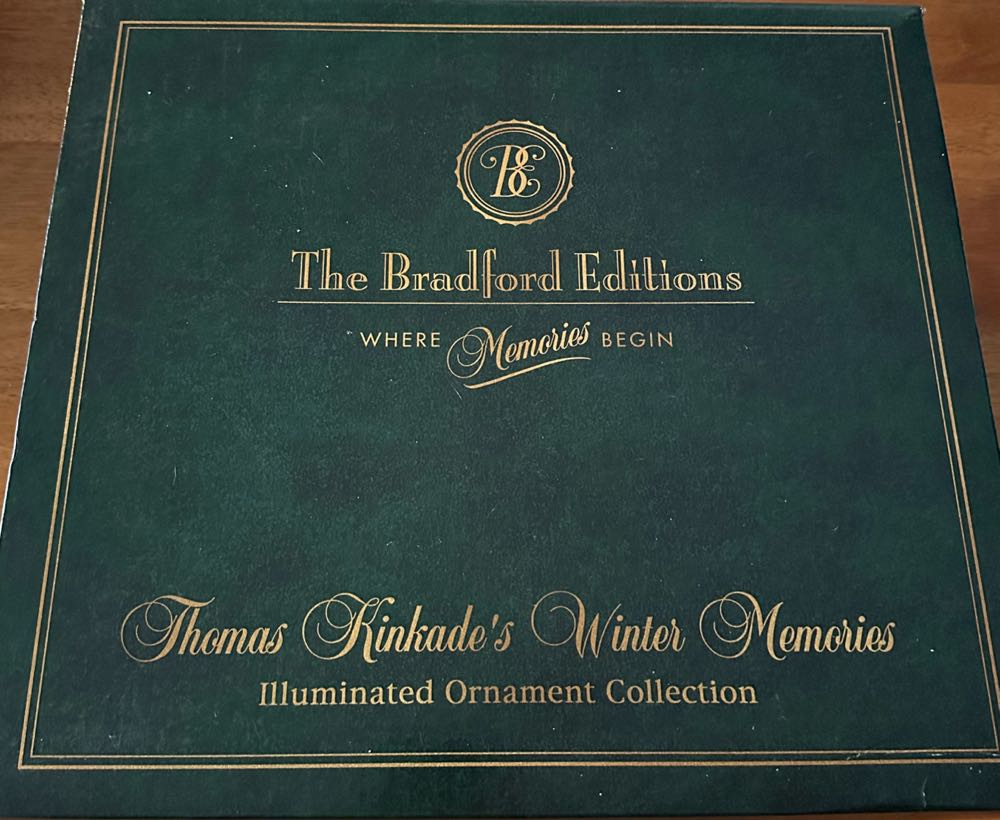 BE
The Bradford Editions
WHERE Memories BEGIN
Thomas Kinkade's Winter Memories
Illuminated Ornament Collection